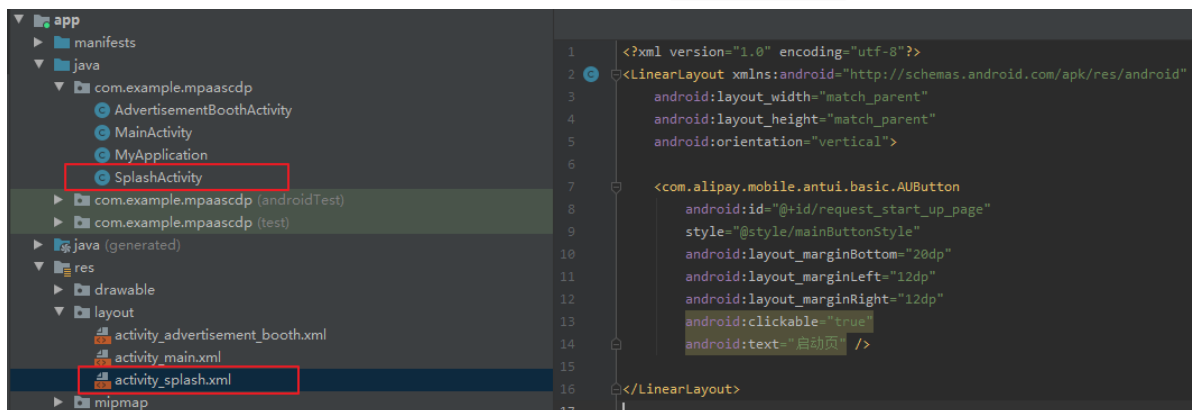 app
manifests
java
com.example.mpaascdp
AdvertisementBoothActivity
MainActivity
MyApplication
SplashActivity
com.example.mpaascdp (androidTest)
com.example.mpaascdp (test)
java (generated)
res
drawable
layout
activity_advertisement_booth.xml
activity_main.xml
activity_splash.xml
mipmap
1 <?xml version="1.0" encoding="utf-8"?>
2 <LinearLayout xmlns:android="http://schemas.android.com/apk/res/android"
3 android:layout_width="match_parent"
4 android:layout_height="match_parent"
5 android:orientation="vertical">
6
7 <com.alipay.mobile.antui.basic.AUButton
8 android:id="@+id/request_start_up_page"
9 style="@style/mainButtonStyle"
10 android:layout_marginBottom="20dp"
11 android:layout_marginLeft="12dp"
12 android:layout_marginRight="12dp"
13 android:clickable="true"
14 android:text="启动页" />
15
16 </LinearLayout>
17